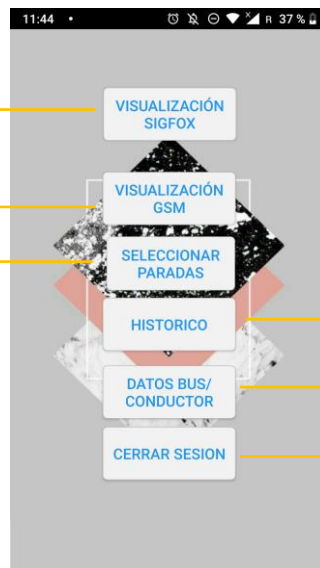 11:44 • R 37 %
VISUALIZACIÓN
SIGFOX
VISUALIZACIÓN
GSM
SELECCIONAR
PARADAS
HISTORICO
DATOS BUS/
CONDUCTOR
CERRAR SESION